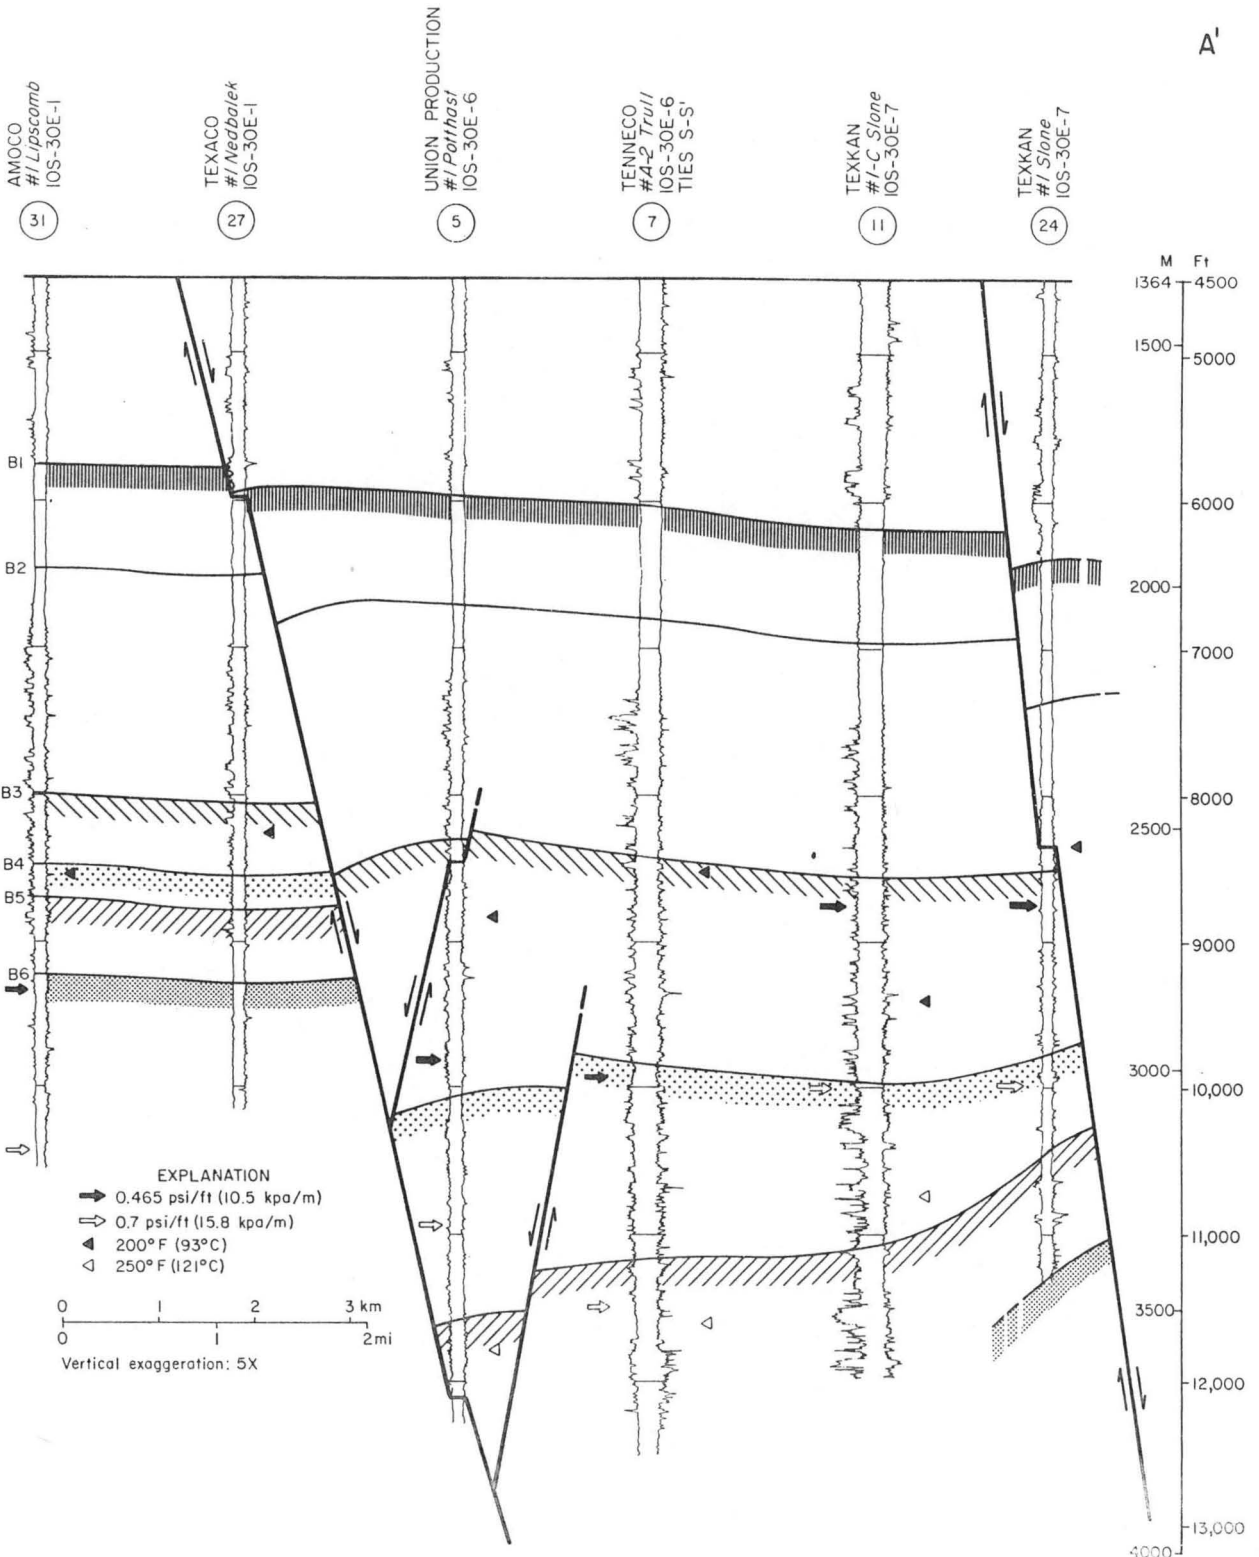 A'
AMOCO
#1 Lipscomb
10S-30E-1
31
TEXACO
#1 Nedbalek
10S-30E-1
27
UNION PRODUCTION
#1 Potthast
10S-30E-6
5
TENNECO
#A-2 Trull
10S-30E-6
TIES S-S'
7
TEXKAN
#1-C Slone
10S-30E-7
11
TEXKAN
#1 Slone
10S-30E-7
24
M Ft
1364 4500
1500
5000
6000
2000
7000
8000
2500
9000
3000
10,000
11,000
3500
12,000
13,000
4000
B1
B2
B3
B4
B5
B6
EXPLANATION
0.465 psi/ft (10.5 kpa/m)
0.7 psi/ft (15.8 kpa/m)
200°F (93°C)
250°F (121°C)
0 1 2 3 km
0 1 2mi
Vertical exaggeration: 5X